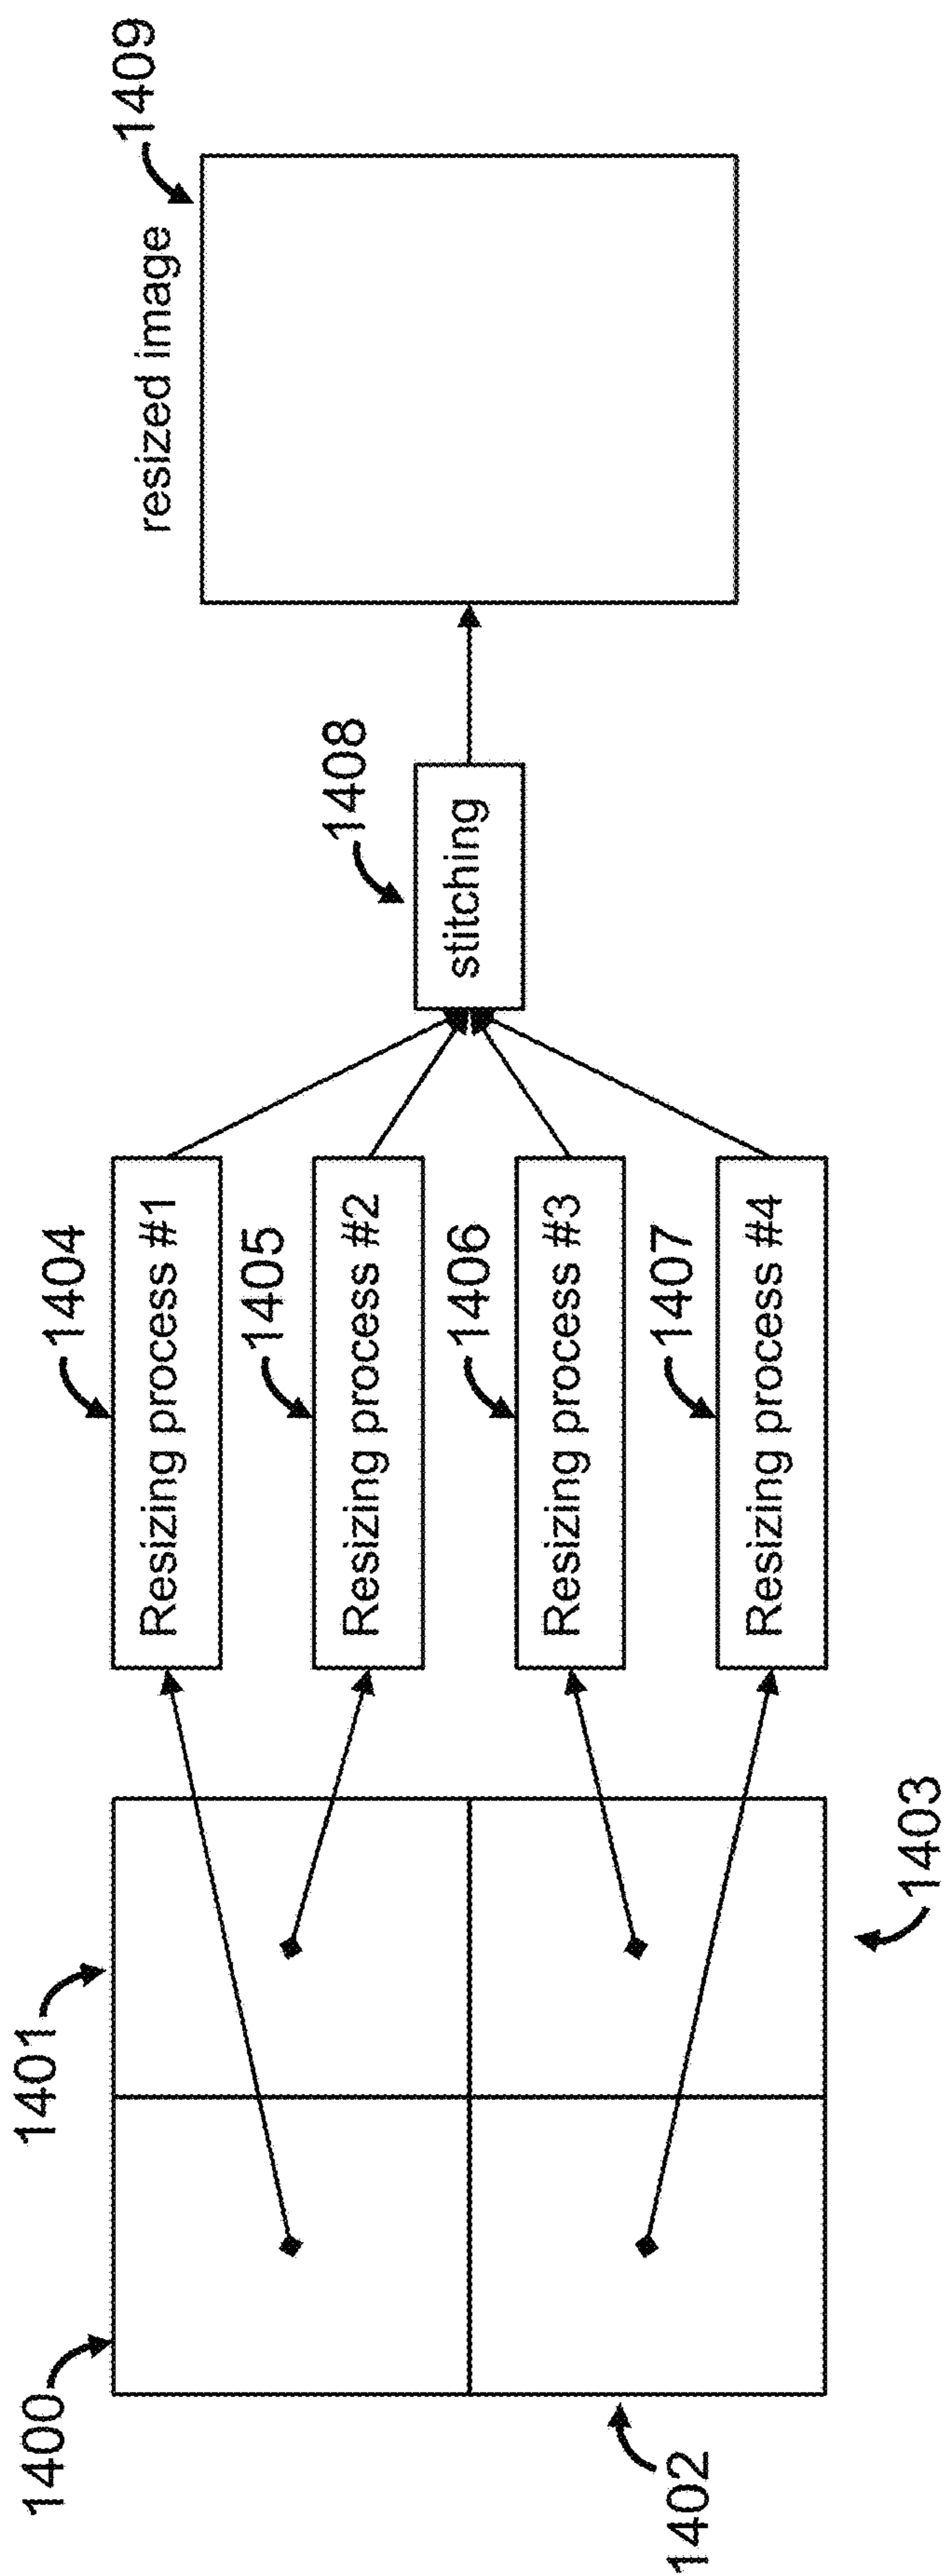 1400
1401
1402
1403
1404
Resizing process #1
1405
Resizing process #2
1406
Resizing process #3
1407
Resizing process #4
1408
stitching
resized image
1409